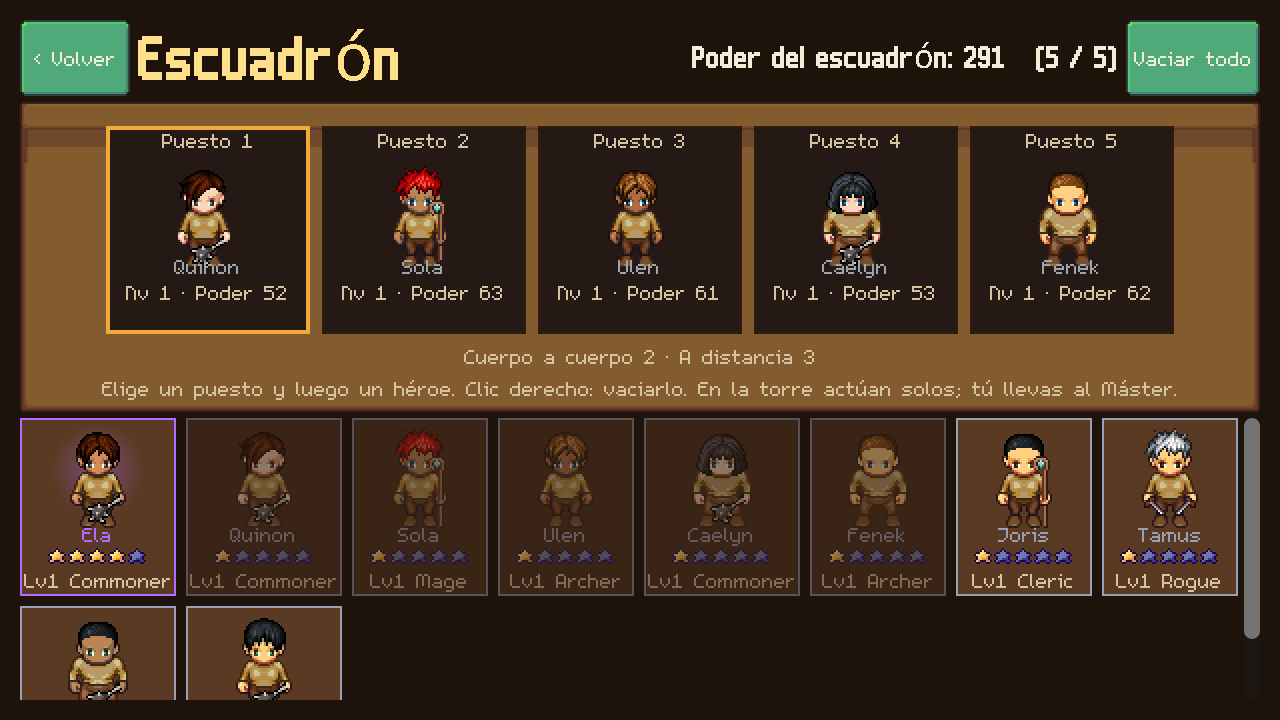 < Volver
Escuadrón
Poder del escuadrón: 291 (5 / 5)
Vaciar todo
Puesto 1
Quinon
Nv 1 · Poder 52
Puesto 2
Sola
Nv 1 · Poder 63
Puesto 3
Ulen
Nv 1 · Poder 61
Puesto 4
Caelyn
Nv 1 · Poder 53
Puesto 5
Fenek
Nv 1 · Poder 62
Cuerpo a cuerpo 2 · A distancia 3
Elige un puesto y luego un héroe. Clic derecho: vaciarlo. En la torre actúan solos; tú llevas al Máster.
Ela
Lv1 Commoner
Quinon
Lv1 Commoner
Sola
Lv1 Mage
Ulen
Lv1 Archer
Caelyn
Lv1 Commoner
Fenek
Lv1 Archer
Joris
Lv1 Cleric
Tamus
Lv1 Rogue